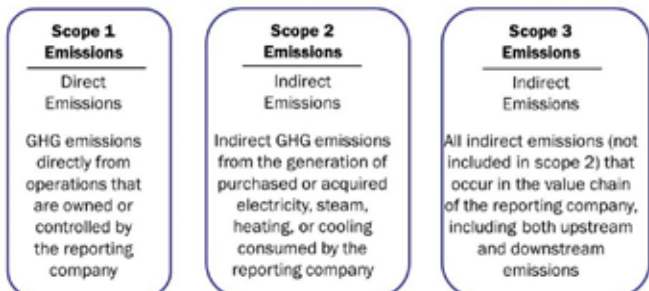 Scope 1
Emissions
Direct
Emissions
GHG emissions
directly from
operations that
are owned or
controlled by
the reporting
company
Scope 2
Emissions
Indirect
Emissions
Indirect GHG emissions
from the generation of
purchased or acquired
electricity, steam,
heating, or cooling
consumed by the
reporting company
Scope 3
Emissions
Indirect
Emissions
All indirect emissions (not
included in scope 2) that
occur in the value chain
of the reporting company,
including both upstream
and downstream
emissions